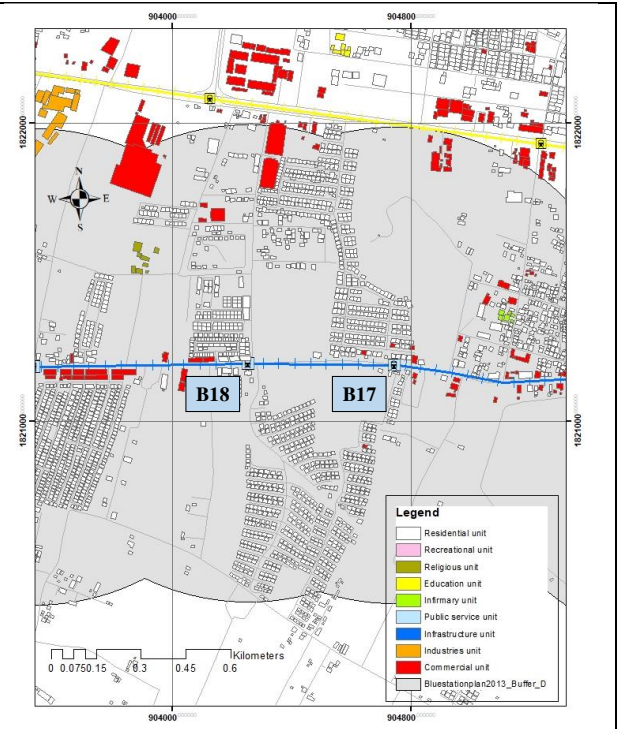 904000 904800
1822000 1822000
N
W E
S
B18 B17
1821000 1821000
Legend
Residential unit
Recreational unit
Religious unit
Education unit
Infirmary unit
Public service unit
Infrastructure unit
Industries unit
Commercial unit
Bluestationplan2013_Buffer_D
Kilometers
0 0.0750.15 0.3 0.45 0.6
904000 904800